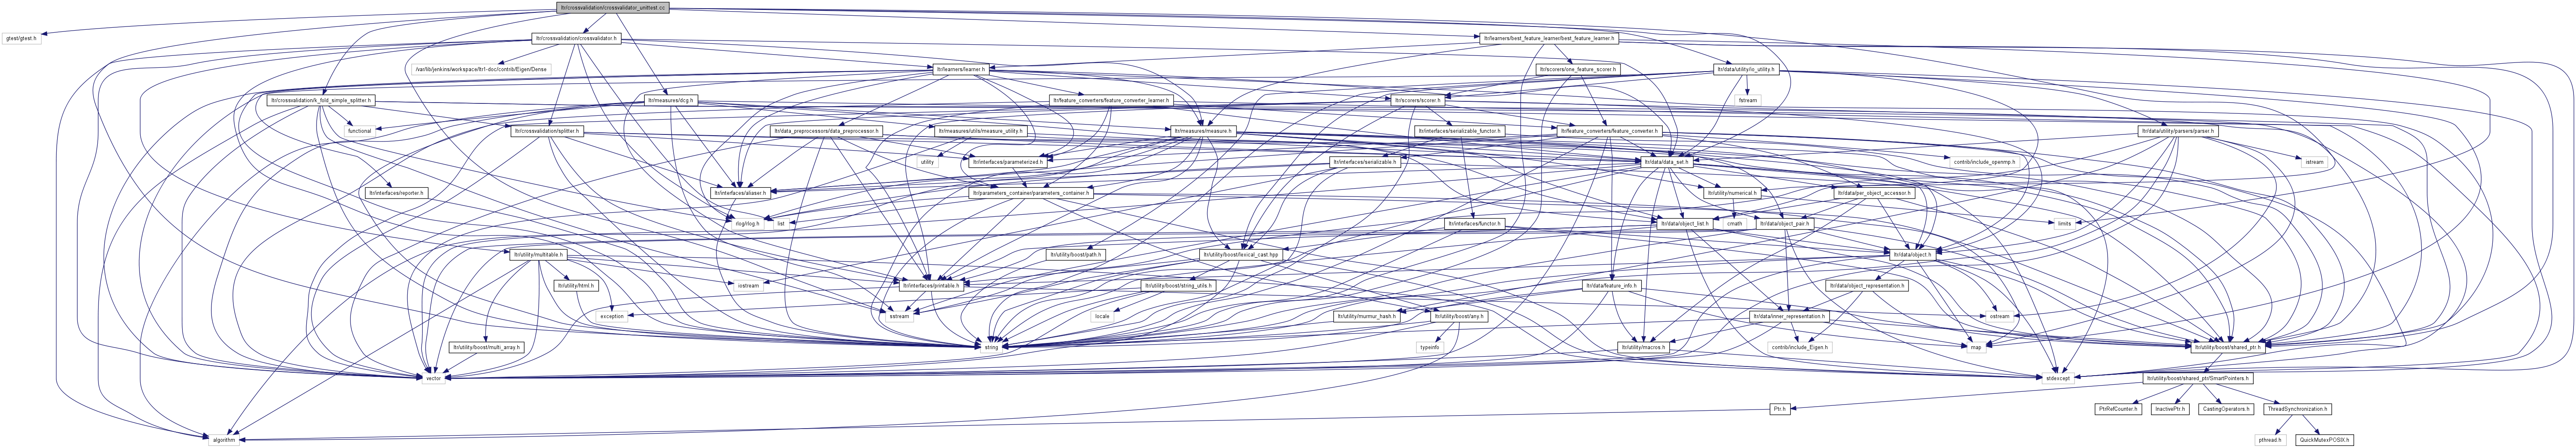 ltr/crossvalidation/crossvalidator_unittest.cc
gtest/gtest.h
ltr/crossvalidation/crossvalidator.h
ltr/learners/best_feature_learner/best_feature_learner.h
/var/lib/jenkins/workspace/ltr1-doc/contrib/Eigen/Dense
ltr/learners/learner.h
ltr/scorers/one_feature_scorer.h
ltr/data/utility/io_utility.h
ltr/crossvalidation/k_fold_simple_splitter.h
ltr/measures/dcg.h
ltr/feature_converters/feature_converter_learner.h
ltr/scorers/scorer.h
fstream
functional
ltr/crossvalidation/splitter.h
ltr/data_preprocessors/data_preprocessor.h
ltr/measures/utils/measure_utility.h
ltr/measures/measure.h
ltr/interfaces/serializable_functor.h
ltr/feature_converters/feature_converter.h
ltr/data/utility/parsers/parser.h
utility
ltr/interfaces/parameterized.h
ltr/interfaces/serializable.h
ltr/data/data_set.h
contrib/include_openmp.h
istream
ltr/interfaces/reporter.h
ltr/interfaces/aliaser.h
ltr/parameters_container/parameters_container.h
ltr/utility/numerical.h
ltr/data/per_object_accessor.h
rlog/rlog.h
list
ltr/interfaces/functor.h
ltr/data/object_list.h
cmath
ltr/data/object_pair.h
limits
ltr/utility/multitable.h
ltr/utility/boost/path.h
ltr/utility/boost/lexical_cast.hpp
ltr/data/object.h
ltr/utility/html.h
iostream
ltr/interfaces/printable.h
ltr/utility/boost/string_utils.h
ltr/data/feature_info.h
ltr/data/object_representation.h
exception
sstream
locale
ltr/utility/murmur_hash.h
ltr/utility/boost/any.h
ltr/data/inner_representation.h
ostream
ltr/utility/boost/multi_array.h
string
typeinfo
ltr/utility/macros.h
contrib/include_Eigen.h
map
ltr/utility/boost/shared_ptr.h
vector
stdexcept
ltr/utility/boost/shared_ptr/SmartPointers.h
Ptr.h
PtrRefCounter.h
InactivePtr.h
CastingOperators.h
ThreadSynchronization.h
algorithm
pthread.h
QuickMutexPOSIX.h